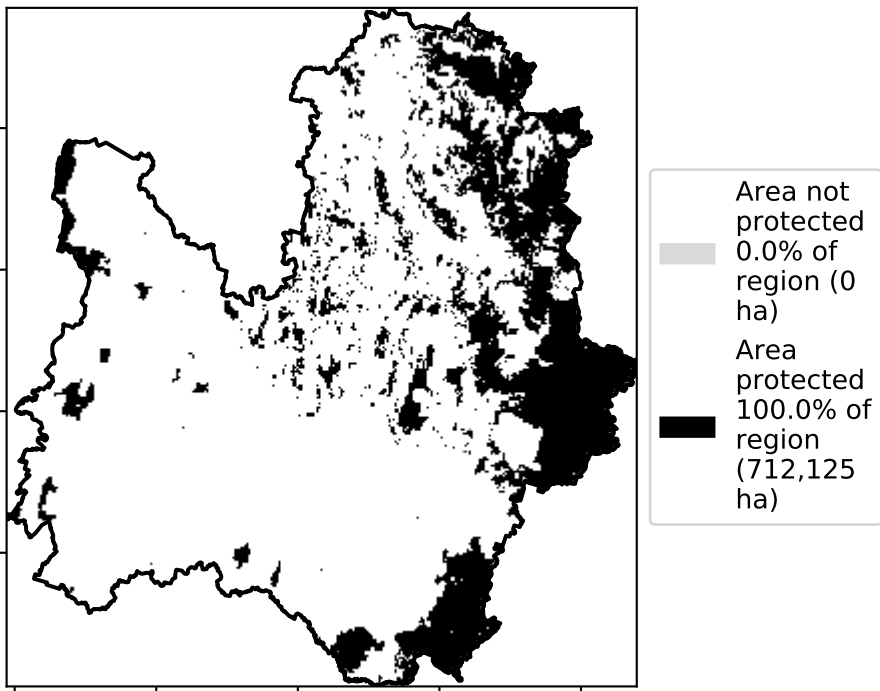 Area not
protected
0.0% of
region (0
ha)
Area
protected
100.0% of
region
(712,125
ha)